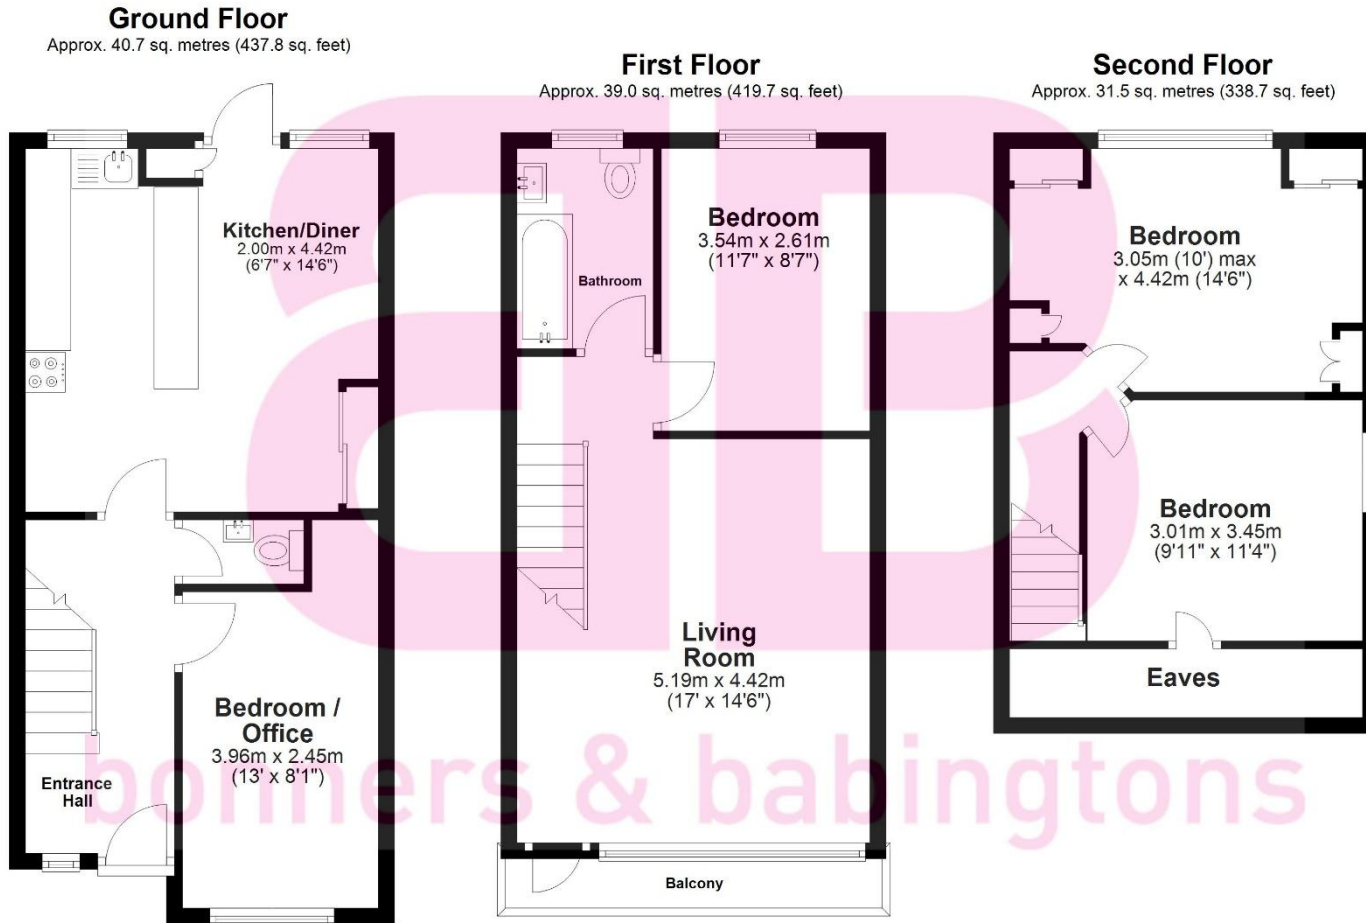 Ground Floor
Approx. 40.7 sq. metres (437.8 sq. feet)
Kitchen/Diner
2.00m x 4.42m
(6'7" x 14'6")
Bedroom /
Office
3.96m x 2.45m
(13' x 8'1")
Entrance
Hall
First Floor
Approx. 39.0 sq. metres (419.7 sq. feet)
Bedroom
3.54m x 2.61m
(11'7" x 8'7")
Bathroom
Living
Room
5.19m x 4.42m
(17' x 14'6")
Balcony
Second Floor
Approx. 31.5 sq. metres (338.7 sq. feet)
Bedroom
3.05m (10') max
x 4.42m (14'6")
Bedroom
3.01m x 3.45m
(9'11" x 11'4")
Eaves
aB
bonners & babingtons